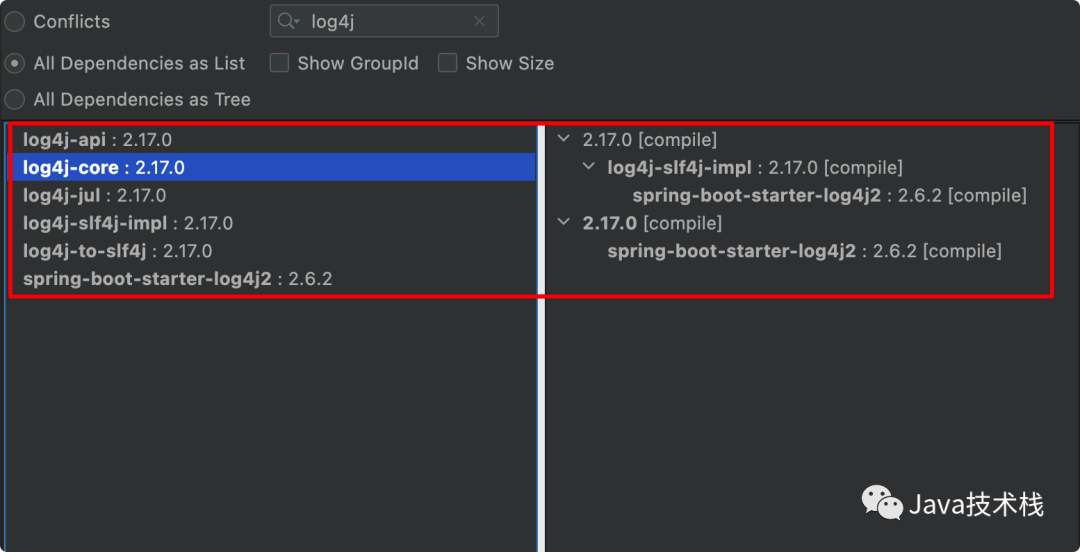 Conflicts
log4j
All Dependencies as List
Show GroupId
Show Size
All Dependencies as Tree
log4j-api : 2.17.0
log4j-core : 2.17.0
log4j-jul : 2.17.0
log4j-slf4j-impl : 2.17.0
log4j-to-slf4j : 2.17.0
spring-boot-starter-log4j2 : 2.6.2
2.17.0 [compile]
log4j-slf4j-impl : 2.17.0 [compile]
spring-boot-starter-log4j2 : 2.6.2 [compile]
2.17.0 [compile]
spring-boot-starter-log4j2 : 2.6.2 [compile]
Java技术栈